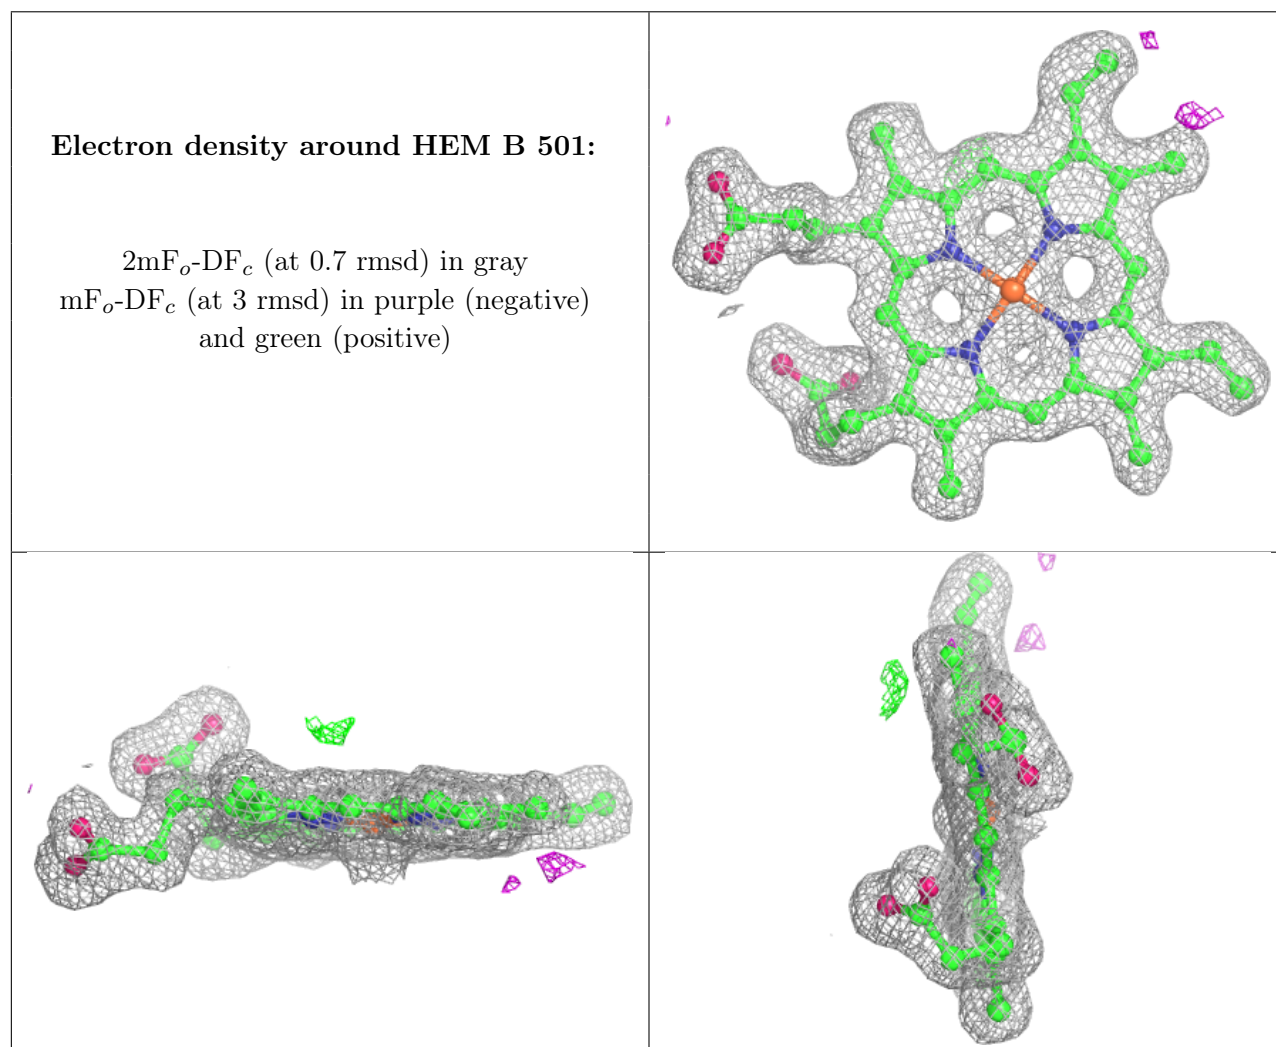 Electron density around HEM B 501:
2mFo-DFc (at 0.7 rmsd) in gray
mFo-DFc (at 3 rmsd) in purple (negative)
and green (positive)